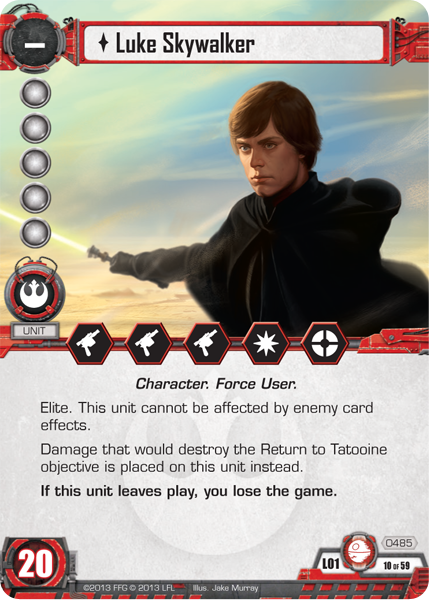 –
Luke Skywalker
UNIT
Character. Force User.
Elite. This unit cannot be affected by enemy card
effects.
Damage that would destroy the Return to Tatooine
objective is placed on this unit instead.
If this unit leaves play, you lose the game.
0485
20
L01
10 OF 59
©2013 FFG © 2013 LFL Illus. Jake Murray